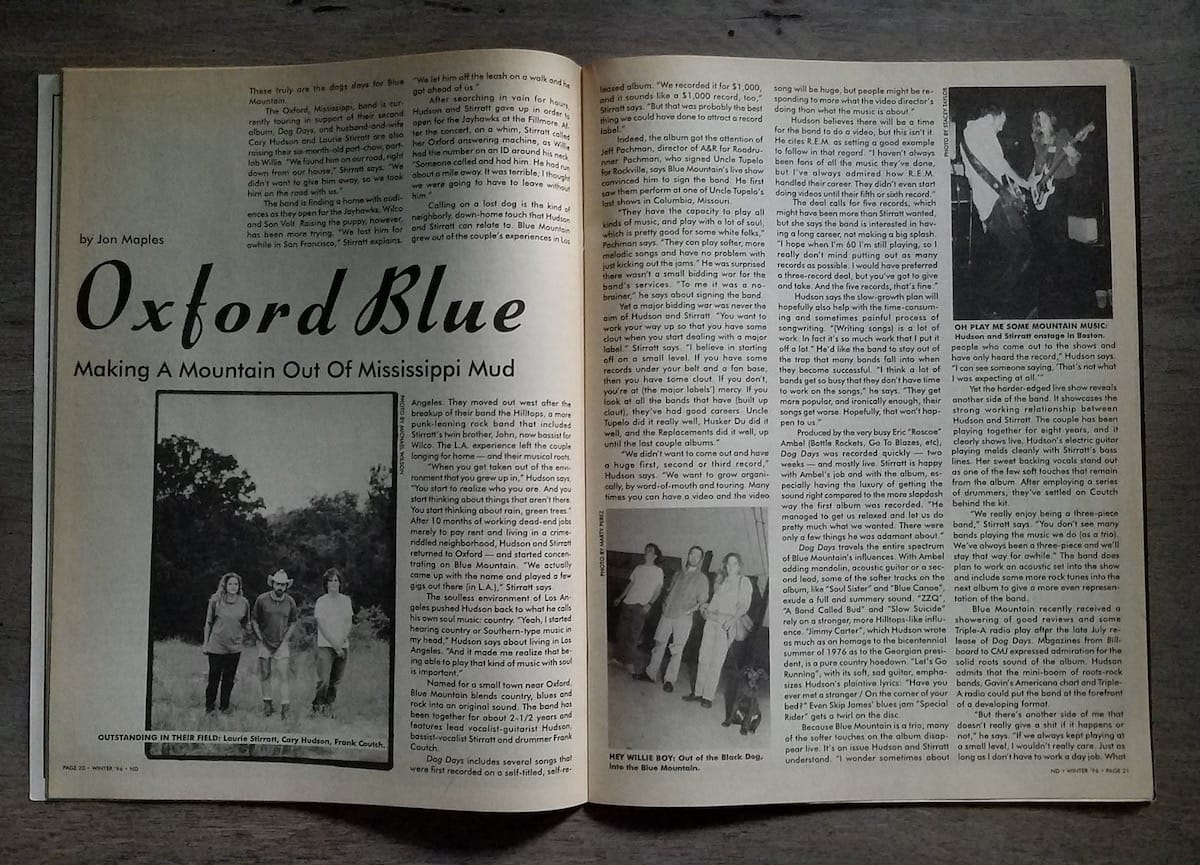 These truly are the dogs days for Blue
Mountain.
The Oxford, Mississippi, band is cur-
rently touring in support of their second
album, Dog Days, and husband-and-wife
Cary Hudson and Laurie Stirratt are also
raising their six-month-old part-chow, part-
lab Willie. "We found him on our road, right
down from our house," Stirratt says. "We
didn't want to give him away, so we took
him on the road with us."
The band is finding a home with audi-
ences as they open for the Jayhawks, Wilco
and Son Volt. Raising the puppy, however,
has been more trying. "We lost him for
awhile in San Francisco," Stirratt explains.
"We let him off the leash on a walk and he
got ahead of us."
After searching in vain for hours,
Hudson and Stirratt gave up in order to
open for the Jayhawks at the Fillmore. Af-
ter the concert, on a whim, Stirratt called
her Oxford answering machine, as Willie
had the number on an ID around his neck.
"Someone called and had him. He had run
about a mile away. It was terrible; I thought
we were going to have to leave without
him."
Calling on a lost dog is the kind of
neighborly, down-home touch that Hudson
and Stirratt can relate to. Blue Mountain
grew out of the couple's experiences in Los
by Jon Maples
Oxford Blue
Making A Mountain Out Of Mississippi Mud
PHOTO BY MICHAEL WILSON
OUTSTANDING IN THEIR FIELD: Laurie Stirratt, Cary Hudson, Frank Coutch.
Angeles. They moved out west after the
breakup of their band the Hilltops, a more
punk-leaning rock band that included
Stirratt's twin brother, John, now bassist for
Wilco. The L.A. experience left the couple
longing for home — and their musical roots.
"When you get taken out of the envi-
ronment that you grew up in," Hudson says,
"You start to realize who you are. And you
start thinking about things that aren't there.
You start thinking about rain, green trees."
After 10 months of working dead-end jobs
merely to pay rent and living in a crime-
riddled neighborhood, Hudson and Stirratt
returned to Oxford — and started concen-
trating on Blue Mountain. "We actually
came up with the name and played a few
gigs out there (in L.A.)," Stirratt says.
The soulless environment of Los An-
geles pushed Hudson back to what he calls
his own soul music: country. "Yeah, I started
hearing country or Southern-type music in
my head," Hudson says about living in Los
Angeles. "And it made me realize that be-
ing able to play that kind of music with soul
is important."
Named for a small town near Oxford,
Blue Mountain blends country, blues and
rock into an original sound. The band has
been together for about 2-1/2 years and
features lead vocalist-guitarist Hudson,
bassist-vocalist Stirratt and drummer Frank
Coutch.
Dog Days includes several songs that
were first recorded on a self-titled, self-re-
PAGE 20 • WINTER '96 • ND
leased album. "We recorded it for $1,000,
and it sounds like a $1,000 record, too,"
Stirratt says. "But that was probably the best
thing we could have done to attract a record
label."
Indeed, the album got the attention of
Jeff Pachman, director of A&R for Roadru-
nner. Pachman, who signed Uncle Tupelo
for Rockville, says Blue Mountain's live show
convinced him to sign the band. He first
saw them perform at one of Uncle Tupelo's
last shows in Columbia, Missouri.
"They have the capacity to play all
kinds of music, and play with a lot of soul,
which is pretty good for some white folks,"
Pachman says. "They can play softer, more
melodic songs and have no problem with
just kicking out the jams." He was surprised
there wasn't a small bidding war for the
band's services. "To me it was a no-
brainer," he says about signing the band.
Yet a major bidding war was never the
aim of Hudson and Stirratt. "You want to
work your way up so that you have some
clout when you start dealing with a major
label." Stirratt says. "I believe in starting
off on a small level. If you have some
records under your belt and a fan base,
then you have some clout. If you don't,
you're at (the major labels') mercy. If you
look at all the bands that have (built up
clout), they've had good careers. Uncle
Tupelo did it really well, Husker Du did it
well, and the Replacements did it well, up
until the last couple albums."
"We didn't want to come out and have
a huge first, second or third record,"
Hudson says. "We want to grow organi-
cally, by word-of-mouth and touring. Many
times you can have a video and the video
PHOTO BY MARTY PEREZ
HEY WILLIE BOY: Out of the Black Dog,
Into the Blue Mountain.
song will be huge, but people might be re-
sponding to more what the video director's
doing than what the music is about."
Hudson believes there will be a time
for the band to do a video, but this isn't it.
He cites R.E.M. as setting a good example
to follow in that regard. "I haven't always
been fans of all the music they've done,
but I've always admired how R.E.M.
handled their career. They didn't even start
doing videos until their fifth or sixth record."
The deal calls for five records, which
might have been more than Stirratt wanted,
but she says the band is interested in hav-
ing a long career, not making a big splash.
"I hope when I'm 60 I'm still playing, so I
really don't mind putting out as many
records as possible. I would have preferred
a three-record deal, but you've got to give
and take. And the five records, that's fine."
Hudson says the slow-growth plan will
hopefully also help with the time-consum-
ing and sometimes painful process of
songwriting. "(Writing songs) is a lot of
work. In fact it's so much work that I put it
off a lot." He'd like the band to stay out of
the trap that many bands fall into when
they become successful. "I think a lot of
bands get so busy that they don't have time
to work on the songs," he says. "They get
more popular, and ironically enough, their
songs get worse. Hopefully, that won't hap-
pen to us."
Produced by the very busy Eric "Roscoe"
Ambel (Bottle Rockets, Go To Blazes, etc),
Dog Days was recorded quickly — two
weeks — and mostly live. Stirratt is happy
with Ambel's job and with the album, es-
pecially having the luxury of getting the
sound right compared to the more slapdash
way the first album was recorded. "He
managed to get us relaxed and let us do
pretty much what we wanted. There were
only a few things he was adamant about."
Dog Days travels the entire spectrum
of Blue Mountain's influences. With Ambel
adding mandolin, acoustic guitar or a sec-
ond lead, some of the softer tracks on the
album, like "Soul Sister" and "Blue Canoe",
exude a full and summery sound. "ZZQ",
"A Band Called Bud" and "Slow Suicide"
rely on a stronger, more Hilltops-like influ-
ence. "Jimmy Carter", which Hudson wrote
as much as an homage to the bicentennial
summer of 1976 as to the Georgian presi-
dent, is a pure country hoedown. "Let's Go
Running", with its soft, sad guitar, empha-
sizes Hudson's plaintive lyrics: "Have you
ever met a stranger / On the corner of your
bed?" Even Skip James' blues jam "Special
Rider" gets a twirl on the disc.
Because Blue Mountain is a trio, many
of the softer touches on the album disap-
pear live. It's an issue Hudson and Stirratt
understand. "I wonder sometimes about
PHOTO BY STACEY TAYLOR
OH PLAY ME SOME MOUNTAIN MUSIC:
Hudson and Stirratt onstage in Boston.
people who come out to the shows and
have only heard the record," Hudson says.
"I can see someone saying, 'That's not what
I was expecting at all.'"
Yet the harder-edged live show reveals
another side of the band. It showcases the
strong working relationship between
Hudson and Stirratt. The couple has been
playing together for eight years, and it
clearly shows live. Hudson's electric guitar
playing melds cleanly with Stirratt's bass
lines. Her sweet backing vocals stand out
as one of the few soft touches that remain
from the album. After employing a series
of drummers, they've settled on Coutch
behind the kit.
"We really enjoy being a three-piece
band," Stirratt says. "You don't see many
bands playing the music we do (as a trio).
We've always been a three-piece and we'll
stay that way for awhile." The band does
plan to work an acoustic set into the show
and include some more rock tunes into the
next album to give a more even represen-
tation of the band.
Blue Mountain recently received a
showering of good reviews and some
Triple-A radio play after the late July re-
lease of Dog Days. Magazines from Bill-
board to CMJ expressed admiration for the
solid roots sound of the album. Hudson
admits that the mini-boom of roots-rock
bands, Gavin's Americana chart and Triple-
A radio could put the band at the forefront
of a developing format.
"But there's another side of me that
doesn't really give a shit if it happens or
not," he says. "If we always kept playing at
a small level, I wouldn't really care. Just as
long as I don't have to work a day job. What
ND • WINTER '96 • PAGE 21